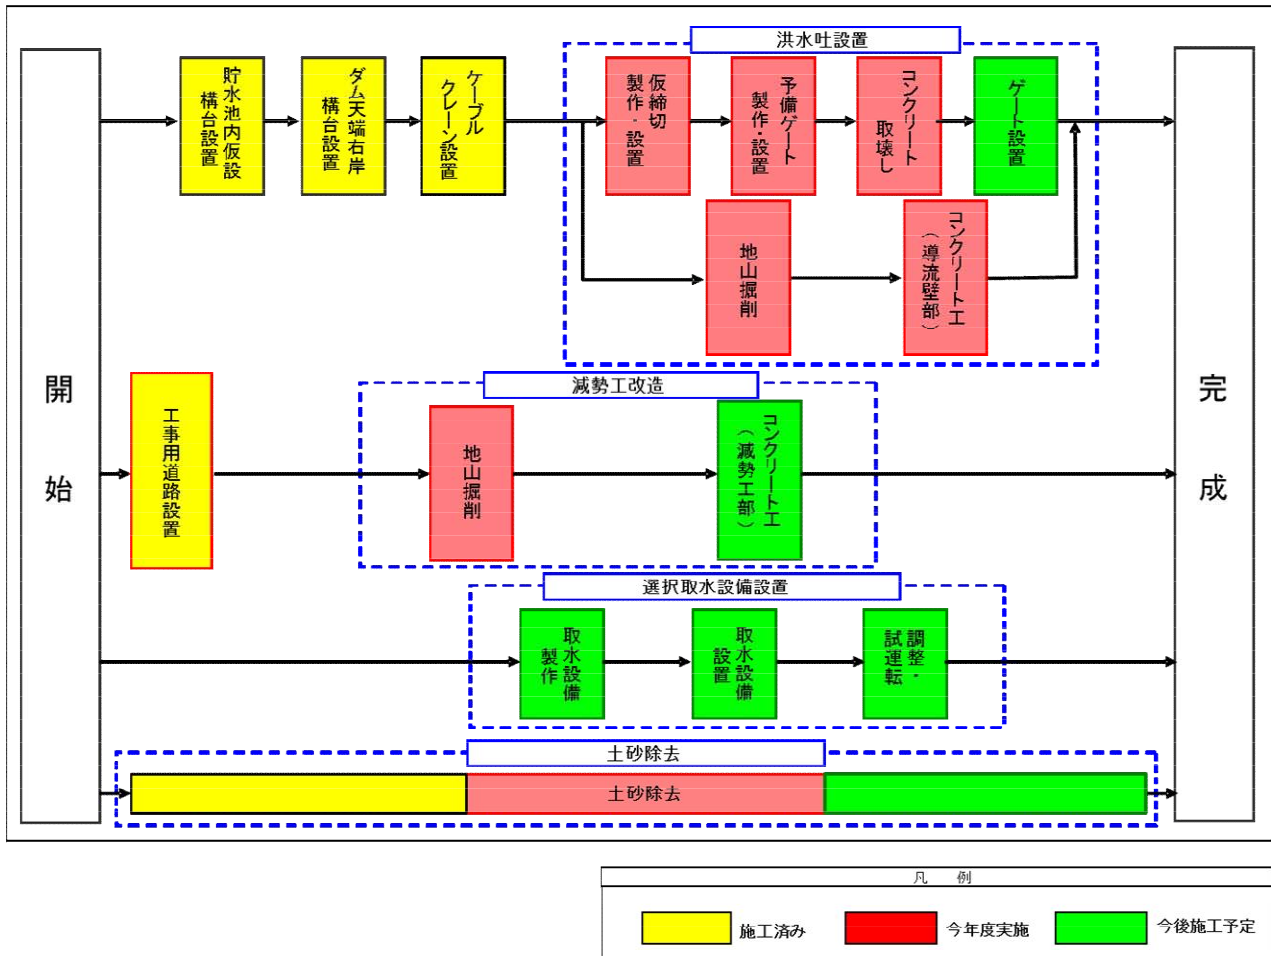 開始
貯水池内仮設
構台設置
ダム天端右岸
構台設置
ケーブル
クレーン設置
洪水吐設置
仮締切
製作・設置
予備ゲート
製作・設置
コンクリート
取壊し
ゲート設置
地山掘削
コンクリート工
（導流壁部）
完成
工事用道路設置
減勢工改造
地山掘削
コンクリート工
（減勢工部）
選択取水設備設置
取水設備
製作
取水設備
設置
調整・
試運転
土砂除去
土砂除去
凡　例
施工済み
今年度実施
今後施工予定